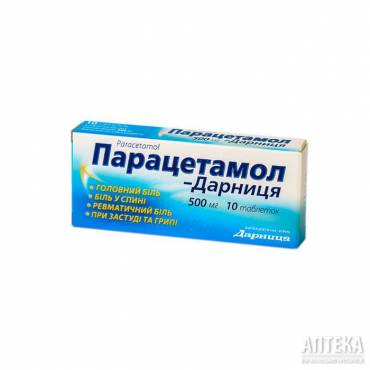 Paracetamol
Парацетамол
-Дарниця
500 мг 10 таблеток
ГОЛОВНИЙ БІЛЬ
БІЛЬ У СПИНІ
РЕВМАТИЧНИЙ БІЛЬ
ПРИ ЗАСТУДІ ТА ГРИПІ
Дарниця
АПТЕКА